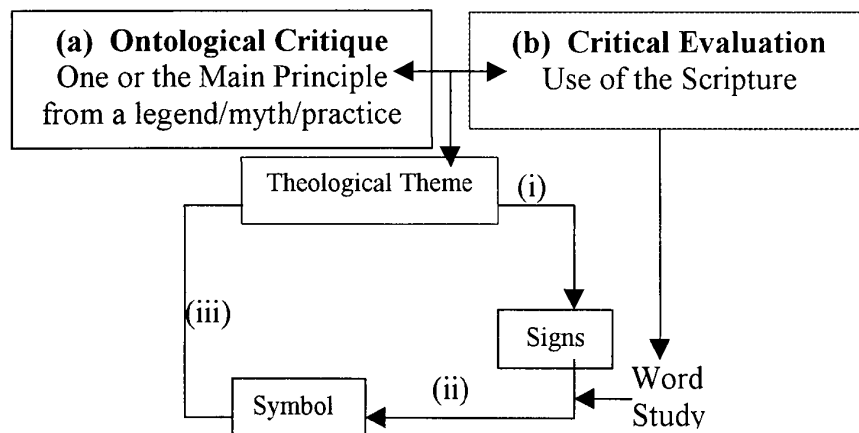 (a) Ontological Critique
One or the Main Principle
from a legend/myth/practice
(b) Critical Evaluation
Use of the Scripture
Theological Theme
(i)
(iii)
Signs
Word
Study
(ii)
Symbol